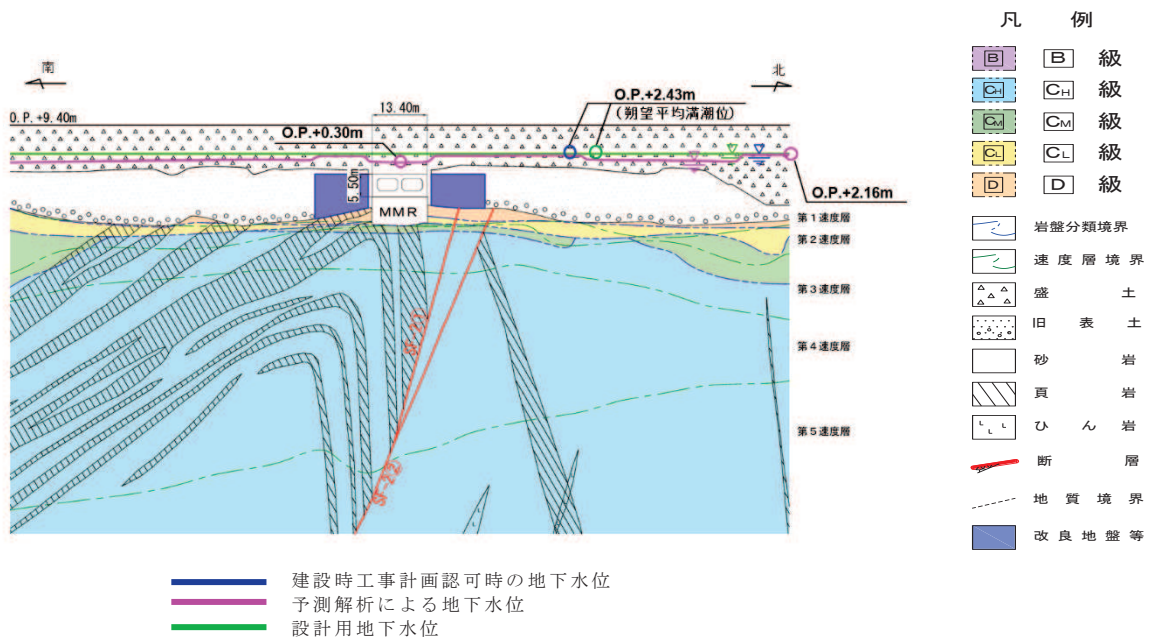 凡 例
南
北
O.P.+9.40m
13.40m
O.P.+2.43m
(朔望平均満潮位)
O.P.+0.30m
5.50m
MMR
O.P.+2.16m
第1速度層
第2速度層
第3速度層
第4速度層
第5速度層
SF-2②
B B 級
CH CH 級
CM CM 級
CL CL 級
D D 級
岩盤分類境界
速度層境界
盛土
旧表土
砂岩
頁岩
ひん岩
断層
地質境界
改良地盤等
建設時工事計画認可時の地下水位
予測解析による地下水位
設計用地下水位